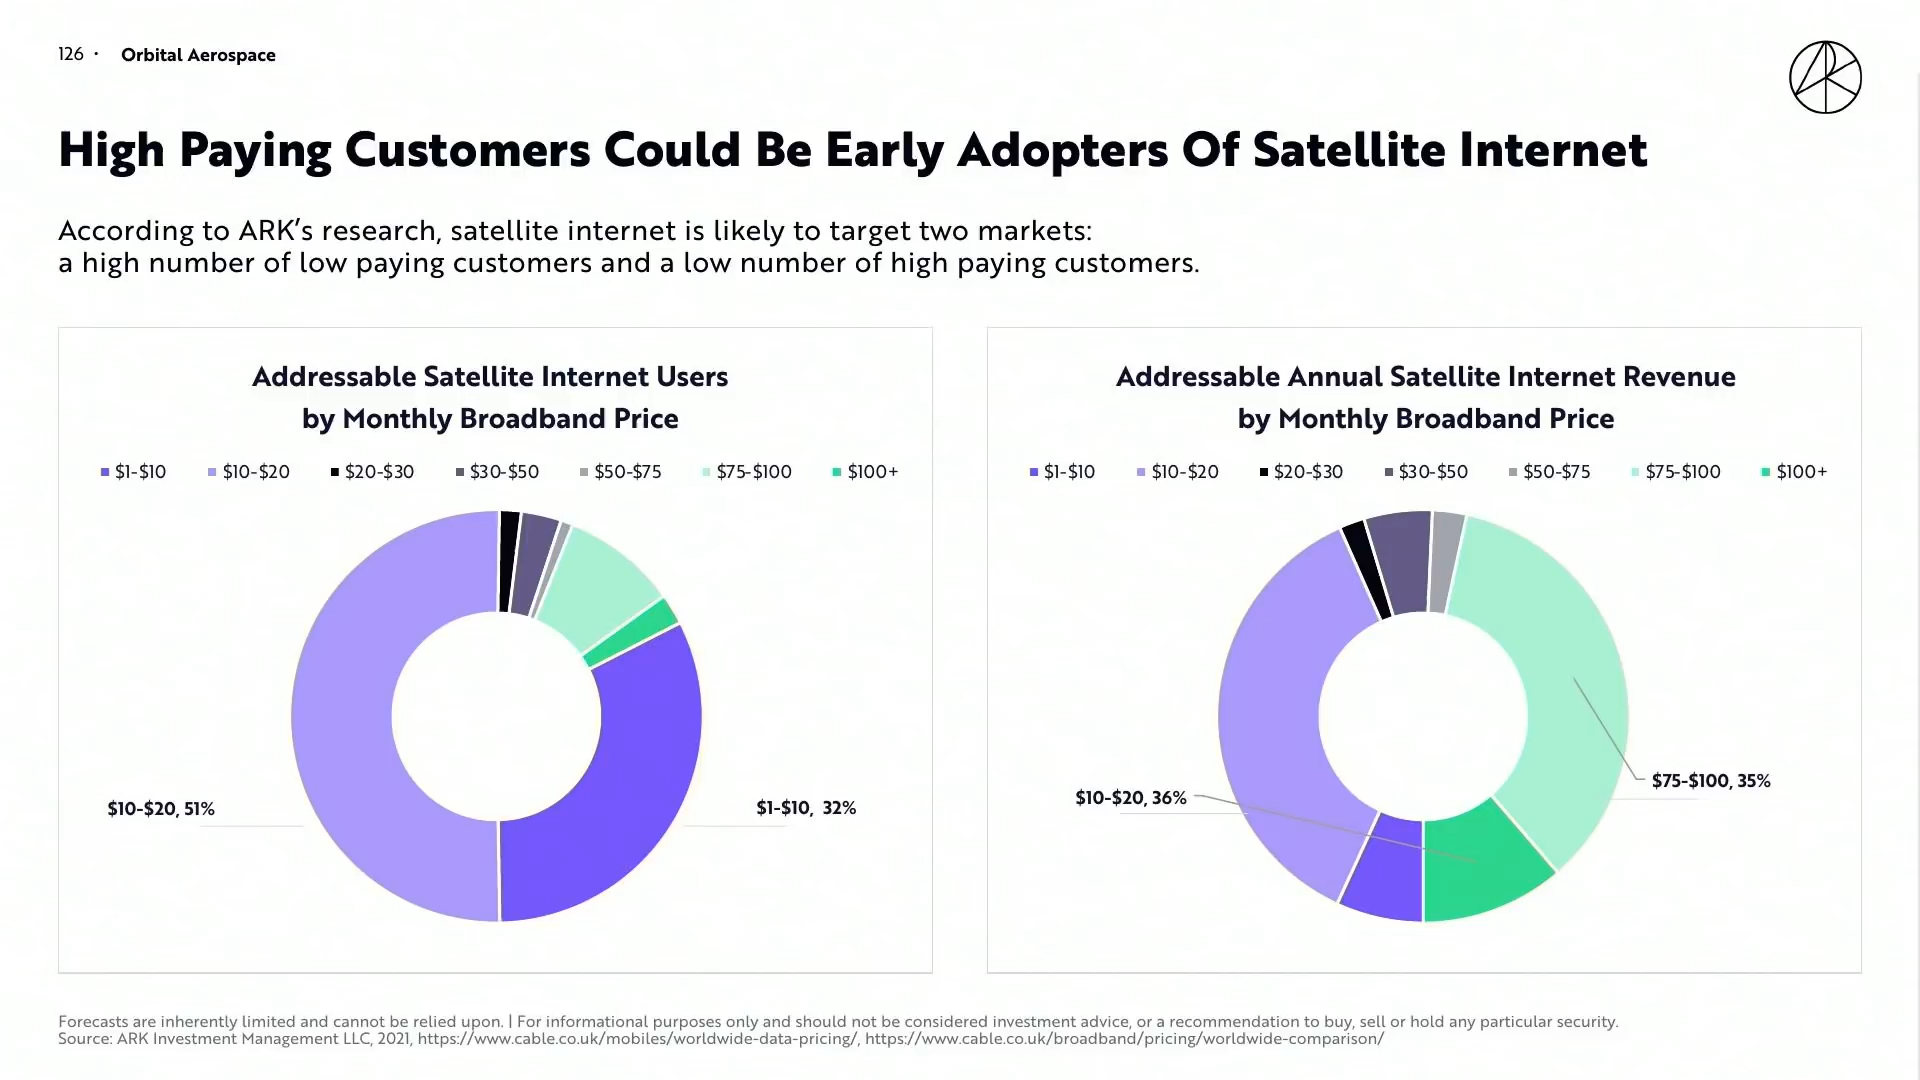 126 · Orbital Aerospace
High Paying Customers Could Be Early Adopters Of Satellite Internet
According to ARK’s research, satellite internet is likely to target two markets:
a high number of low paying customers and a low number of high paying customers.
Addressable Satellite Internet Users
by Monthly Broadband Price
$1-$10 $10-$20 $20-$30 $30-$50 $50-$75 $75-$100 $100+
$10-$20, 51%
$1-$10, 32%
Addressable Annual Satellite Internet Revenue
by Monthly Broadband Price
$1-$10 $10-$20 $20-$30 $30-$50 $50-$75 $75-$100 $100+
$75-$100, 35%
$10-$20, 36%
Forecasts are inherently limited and cannot be relied upon. | For informational purposes only and should not be considered investment advice, or a recommendation to buy, sell or hold any particular security.
Source: ARK Investment Management LLC, 2021, https://www.cable.co.uk/mobiles/worldwide-data-pricing/, https://www.cable.co.uk/broadband/pricing/worldwide-comparison/